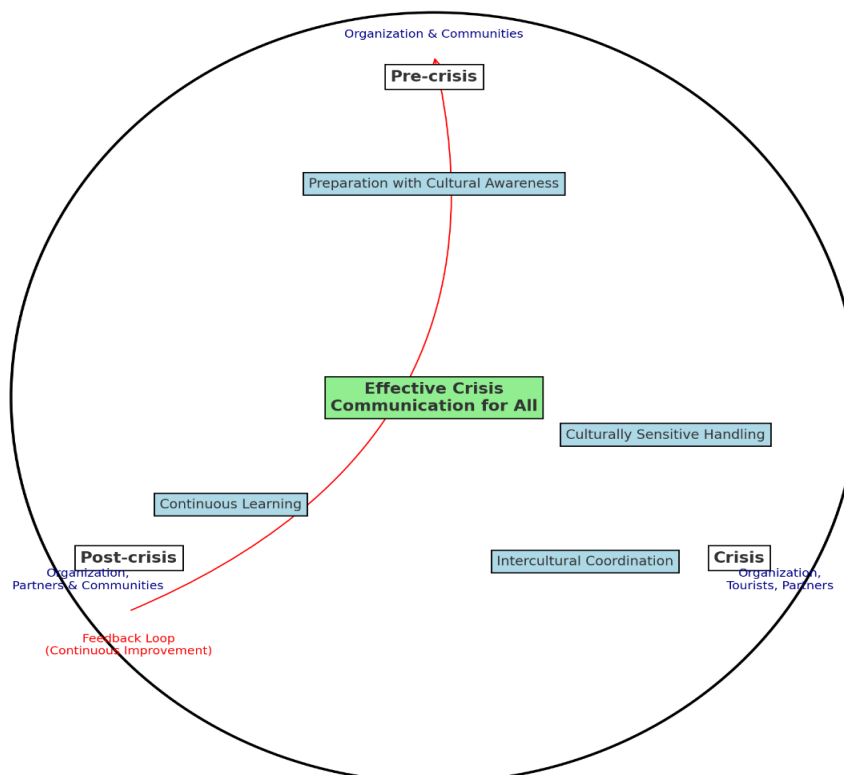 Organization & Communities
Pre-crisis
Preparation with Cultural Awareness
Effective Crisis
Communication for All
Culturally Sensitive Handling
Continuous Learning
Post-crisis
Organization,
Partners & Communities
Intercultural Coordination
Crisis
Organization,
Tourists, Partners
Feedback Loop
(Continuous Improvement)